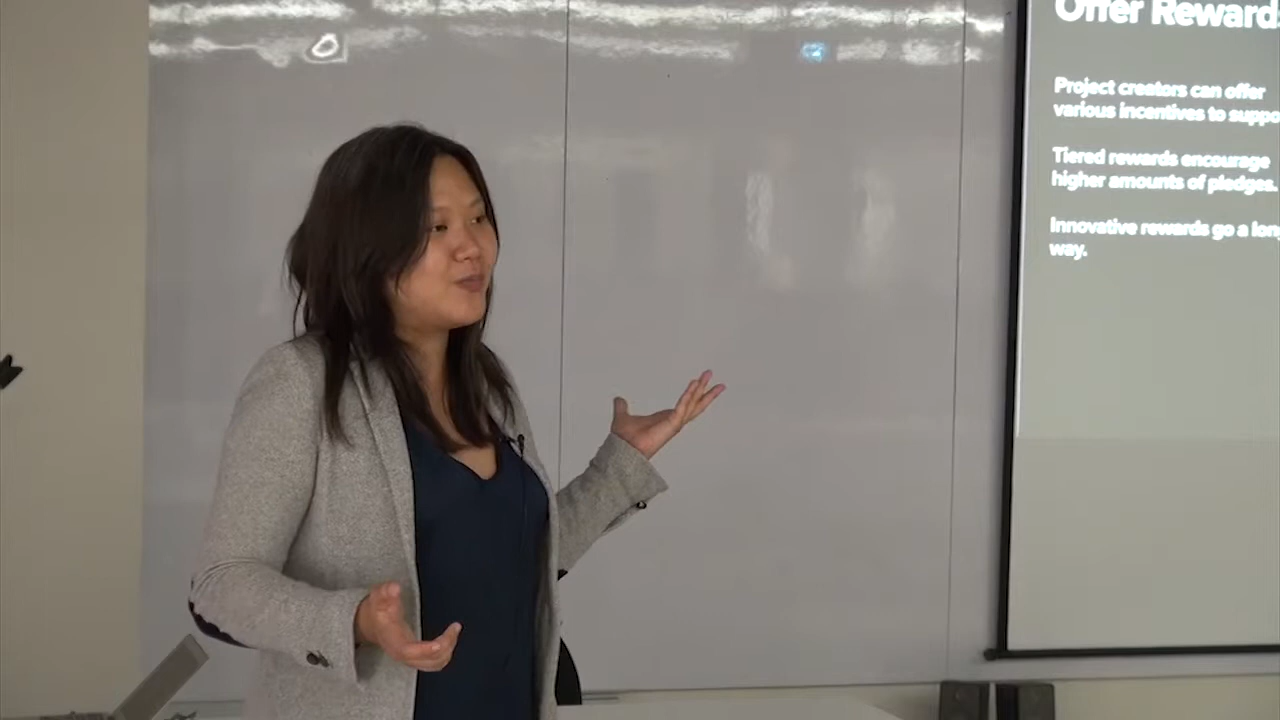 Offer Reward
Project creators can offer
various incentives to suppo
Tiered rewards encourage
higher amounts of pledges.
Innovative rewards go a lon
way.